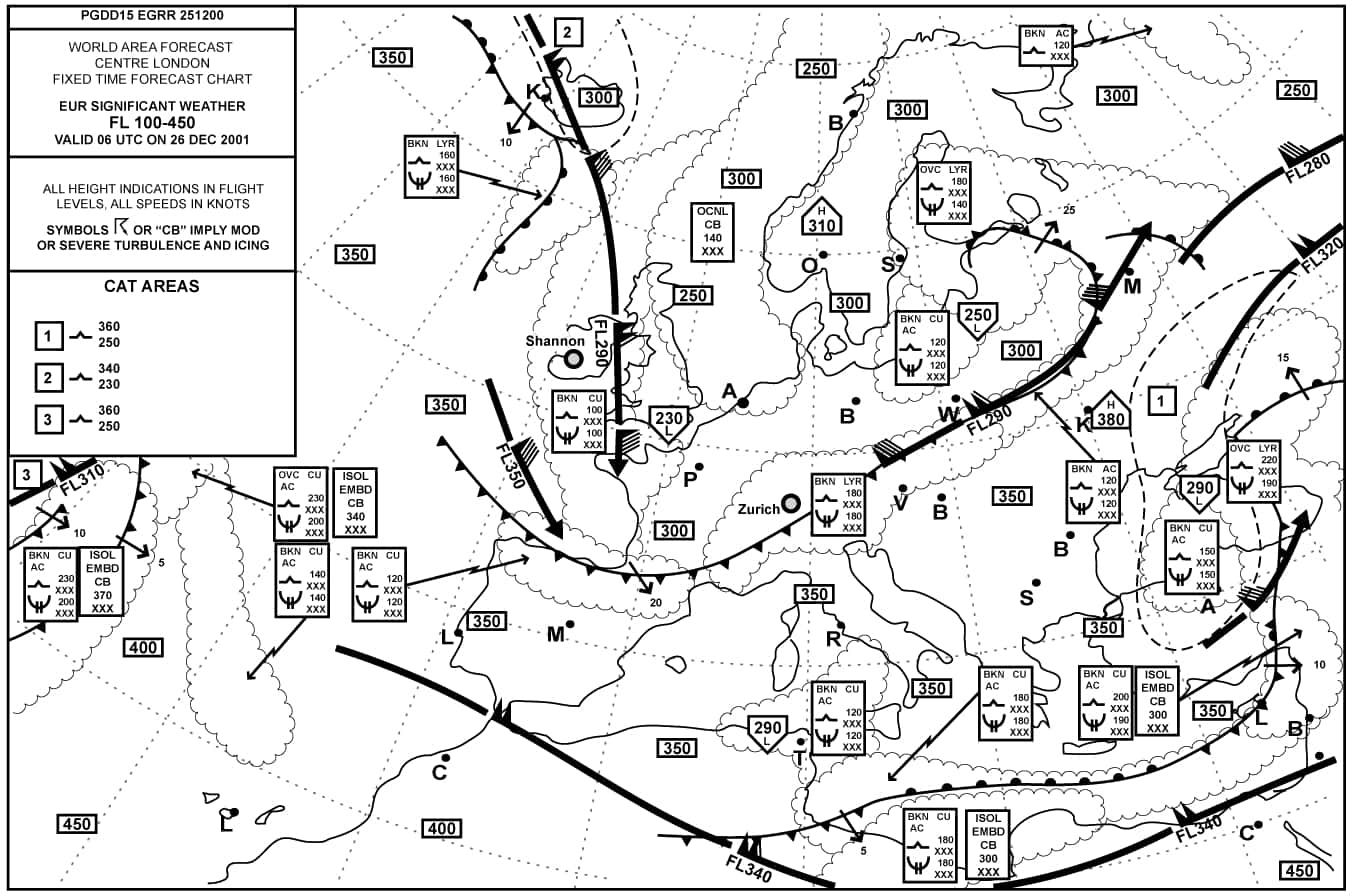 PGDD15 EGRR 251200
WORLD AREA FORECAST
CENTRE LONDON
FIXED TIME FORECAST CHART
EUR SIGNIFICANT WEATHER
FL 100-450
VALID 06 UTC ON 26 DEC 2001
ALL HEIGHT INDICATIONS IN FLIGHT
LEVELS, ALL SPEEDS IN KNOTS
SYMBOLS OR “CB” IMPLY MOD
OR SEVERE TURBULENCE AND ICING
CAT AREAS
1 360
250
2 340
230
3 360
250
2
350
K
300
10
BKN LYR
160
XXX
160
XXX
350
250
B
300
300
OCNL
CB
140
XXX
H
310
O
S
BKN AC
120
XXX
300
250
FL280
OVC LYR
180
XXX
140
XXX
25
FL320
M
250
300
BKN CU
AC
120
XXX
120
XXX
250
L
300
Shannon
FL290
BKN CU
100
XXX
100
XXX
230
L
A
B
W
FL290
K
H
380
1
15
350
FL350
P
Zurich
BKN LYR
180
XXX
180
XXX
V
B
350
BKN AC
120
XXX
120
XXX
290
L
OVC LYR
220
XXX
190
XXX
BKN CU
AC
150
XXX
150
XXX
B
A
S
3
FL310
10
5
BKN CU
230
XXX
200
XXX
ISOL
EMBD
CB
370
XXX
OVC CU
AC
230
XXX
200
XXX
ISOL
EMBD
CB
340
XXX
BKN CU
AC
140
XXX
140
XXX
BKN CU
AC
120
XXX
120
XXX
300
20
400
L
350
M
350
R
350
350
BKN CU
AC
120
XXX
120
XXX
BKN CU
AC
180
XXX
180
XXX
BKN CU
AC
200
XXX
190
XXX
ISOL
EMBD
CB
300
XXX
10
350
L
B
290
L
T
350
C
L
450
400
FL340
5
BKN CU
AC
180
XXX
180
XXX
ISOL
EMBD
CB
300
XXX
FL340
C
450